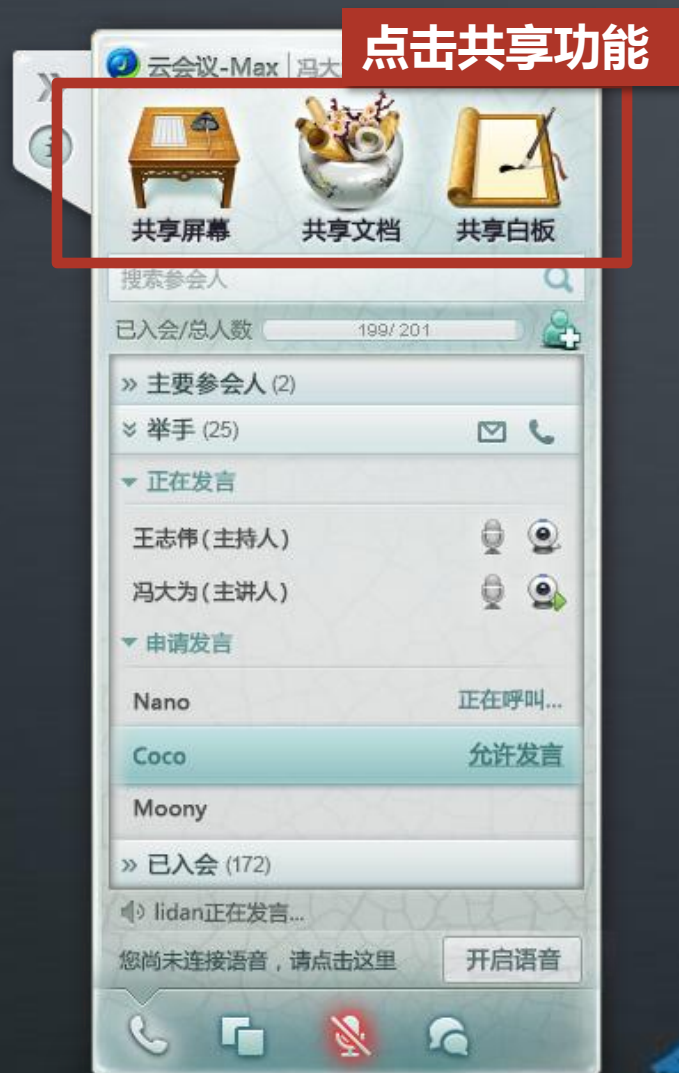 点击共享功能
云会议-Max 冯大
共享屏幕 共享文档 共享白板
搜索参会人
已入会/总人数 199/201
» 主要参会人 (2)
举手 (25)
正在发言
王志伟(主持人)
冯大为(主讲人)
申请发言
Nano 正在呼叫...
Coco 允许发言
Moony
» 已入会 (172)
lidan正在发言...
您尚未连接语音，请点击这里 开启语音